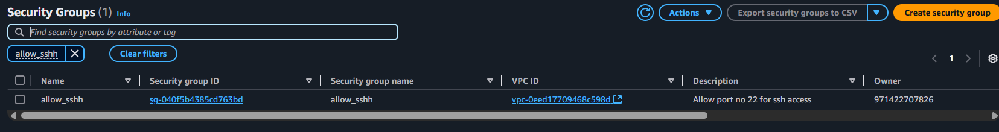 Security Groups (1) Info
Actions
Export security groups to CSV
Create security group
Find security groups by attribute or tag
allow_sshh
Clear filters
1
Name Security group ID Security group name VPC ID Description Owner
allow_sshh sg-040f5b4385cd763bd allow_sshh vpc-0eed17709468c598d Allow port no 22 for ssh access 971422707826